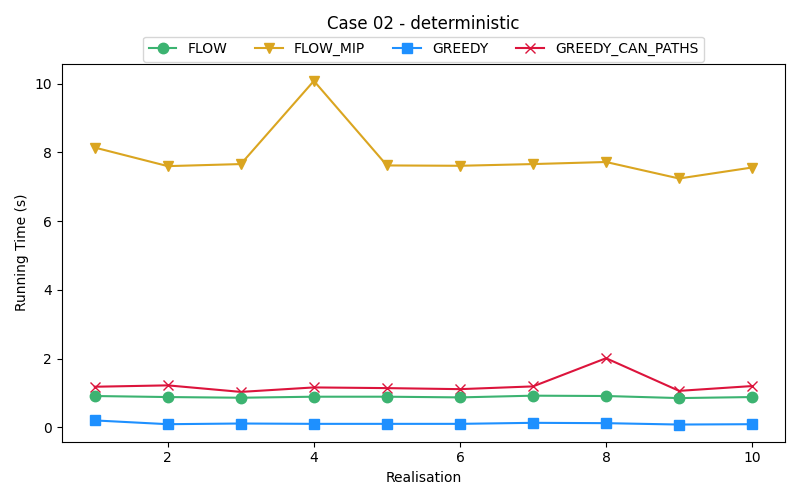 Case 02 - deterministic
FLOW FLOW_MIP GREEDY GREEDY_CAN_PATHS
10
8
6
4
2
0
Running Time (s)
2 4 6 8 10
Realisation